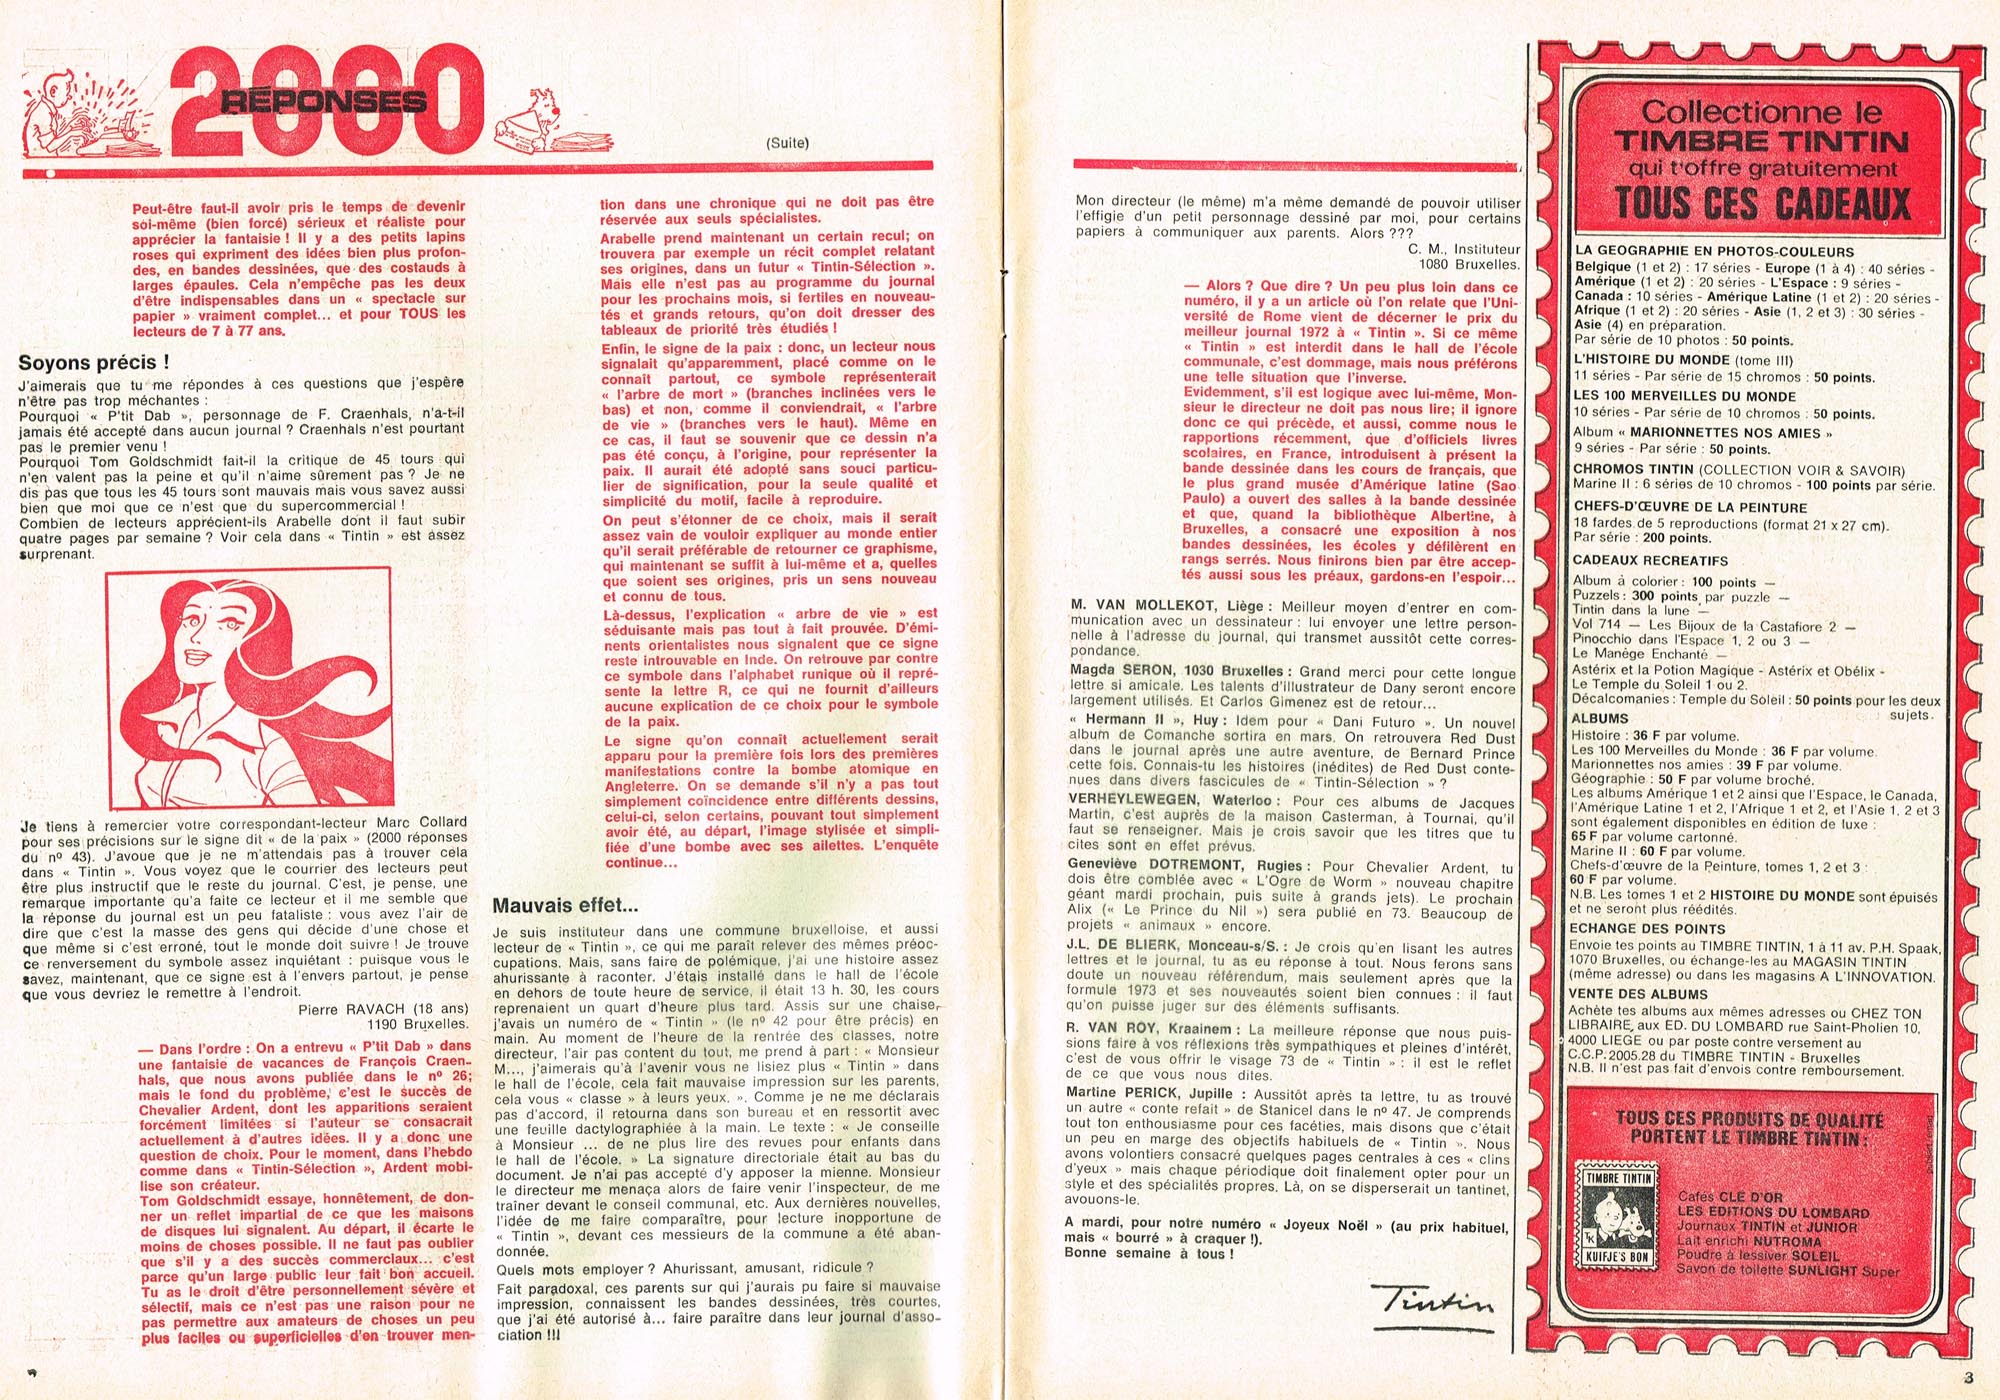 2000
RÉPONSES
(Suite)
Peut-être faut-il avoir pris le temps de devenir
soi-même (bien forcé) sérieux et réaliste pour
apprécier la fantaisie ! Il y a des petits lapins
roses qui expriment des idées bien plus profon-
des, en bandes dessinées, que des costauds à
larges épaules. Cela n'empêche pas les deux
d'être indispensables dans un « spectacle sur
papier » vraiment complet... et pour TOUS les
lecteurs de 7 à 77 ans.
Soyons précis !
J'aimerais que tu me répondes à ces questions que j'espère
n'être pas trop méchantes :
Pourquoi « P'tit Dab », personnage de F. Craenhals, n'a-t-il
jamais été accepté dans aucun journal ? Craenhals n'est pourtant
pas le premier venu !
Pourquoi Tom Goldschmidt fait-il la critique de 45 tours qui
n'en valent pas la peine et qu'il n'aime sûrement pas ? Je ne
dis pas que tous les 45 tours sont mauvais mais vous savez aussi
bien que moi que ce n'est que du supercommercial !
Combien de lecteurs apprécient-ils Arabelle dont il faut subir
quatre pages par semaine ? Voir cela dans « Tintin » est assez
surprenant.
Je tiens à remercier votre correspondant-lecteur Marc Collard
pour ses précisions sur le signe dit « de la paix » (2000 réponses
du nº 43). J'avoue que je ne m'attendais pas à trouver cela
dans « Tintin ». Vous voyez que le courrier des lecteurs peut
être plus instructif que le reste du journal. C'est, je pense, une
remarque importante qu'a faite ce lecteur et il me semble que
la réponse du journal est un peu fataliste : vous avez l'air de
dire que c'est la masse des gens qui décide d'une chose et
que même si c'est erroné, tout le monde doit suivre ! Je trouve
ce renversement du symbole assez inquiétant : puisque vous le
savez, maintenant, que ce signe est à l'envers partout, je pense
que vous devriez le remettre à l'endroit.
Pierre RAVACH (18 ans)
1190 Bruxelles.
— Dans l'ordre : On a entrevu « P'tit Dab » dans
une fantaisie de vacances de François Craen-
hals, que nous avons publiée dans le nº 26;
mais le fond du problème, c'est le succès de
Chevalier Ardent, dont les apparitions seraient
forcément limitées si l'auteur se consacrait
actuellement à d'autres idées. Il y a donc une
question de choix. Pour le moment, dans l'hebdo
comme dans « Tintin-Sélection », Ardent mobi-
lise son créateur.
Tom Goldschmidt essaye, honnêtement, de don-
ner un reflet impartial de ce que les maisons
de disques lui signalent. Au départ, il écarte le
moins de choses possible. Il ne faut pas oublier
que s'il y a des succès commerciaux... c'est
parce qu'un large public leur fait bon accueil.
Tu as le droit d'être personnellement sévère et
sélectif, mais ce n'est pas une raison pour ne
pas permettre aux amateurs de choses un peu
plus faciles ou superficielles d'en trouver men-
tion dans une chronique qui ne doit pas être
réservée aux seuls spécialistes.
Arabelle prend maintenant un certain recul; on
trouvera par exemple un récit complet relatant
ses origines, dans un futur « Tintin-Sélection ».
Mais elle n'est pas au programme du journal
pour les prochains mois, si fertiles en nouveau-
tés et grands retours, qu'on doit dresser des
tableaux de priorité très étudiés !
Enfin, le signe de la paix : donc, un lecteur nous
signalait qu'apparemment, placé comme on le
connaît partout, ce symbole représenterait
« l'arbre de mort » (branches inclinées vers le
bas) et non, comme il conviendrait, « l'arbre
de vie » (branches vers le haut). Même en
ce cas, il faut se souvenir que ce dessin n'a
pas été conçu, à l'origine, pour représenter la
paix. Il aurait été adopté sans souci particu-
lier de signification, pour la seule qualité et
simplicité du motif, facile à reproduire.
On peut s'étonner de ce choix, mais il serait
assez vain de vouloir expliquer au monde entier
qu'il serait préférable de retourner ce graphisme,
qui maintenant se suffit à lui-même et a, quelles
que soient ses origines, pris un sens nouveau
et connu de tous.
Là-dessus, l'explication « arbre de vie » est
séduisante mais pas tout à fait prouvée. D'émi-
nents orientalistes nous signalent que ce signe
reste introuvable en Inde. On retrouve par contre
ce symbole dans l'alphabet runique où il repré-
sente la lettre R, ce qui ne fournit d'ailleurs
aucune explication de ce choix pour le symbole
de la paix.
Le signe qu'on connaît actuellement serait
apparu pour la première fois lors des premières
manifestations contre la bombe atomique en
Angleterre. On se demande s'il n'y a pas tout
simplement coïncidence entre différents dessins,
celui-ci, selon certains, pouvant tout simplement
avoir été, au départ, l'image stylisée et simpli-
fiée d'une bombe avec ses ailettes. L'enquête
continue...
Mauvais effet...
Je suis instituteur dans une commune bruxelloise, et aussi
lecteur de « Tintin », ce qui me paraît relever des mêmes préoc-
cupations. Mais, sans faire de polémique, j'ai une histoire assez
ahurissante à raconter. J'étais installé dans le hall de l'école
en dehors de toute heure de service, il était 13 h. 30, les cours
reprenaient un quart d'heure plus tard. Assis sur une chaise,
j'avais un numéro de « Tintin » (le nº 42 pour être précis) en
main. Au moment de l'heure de la rentrée des classes, notre
directeur, l'air pas content du tout, me prend à part : « Monsieur
M..., j'aimerais qu'à l'avenir vous ne lisiez plus « Tintin » dans
le hall de l'école, cela fait mauvaise impression sur les parents,
cela vous « classe » à leurs yeux. ». Comme je ne me déclarais
pas d'accord, il retourna dans son bureau et en ressortit avec
une feuille dactylographiée à la main. Le texte : « Je conseille
à Monsieur ... de ne plus lire des revues pour enfants dans
le hall de l'école. » La signature directoriale était au bas du
document. Je n'ai pas accepté d'y apposer la mienne. Monsieur
le directeur me menaça alors de faire venir l'inspecteur, de me
traîner devant le conseil communal, etc. Aux dernières nouvelles,
l'idée de me faire comparaître, pour lecture inopportune de
« Tintin », devant ces messieurs de la commune a été aban-
donnée.
Quels mots employer ? Ahurissant, amusant, ridicule ?
Fait paradoxal, ces parents sur qui j'aurais pu faire si mauvaise
impression, connaissent les bandes dessinées, très courtes,
que j'ai été autorisé à... faire paraître dans leur journal d'asso-
ciation !!!
Mon directeur (le même) m'a même demandé de pouvoir utiliser
l'effigie d'un petit personnage dessiné par moi, pour certains
papiers à communiquer aux parents. Alors ???
C. M., Instituteur
1080 Bruxelles.
— Alors ? Que dire ? Un peu plus loin dans ce
numéro, il y a un article où l'on relate que l'Uni-
versité de Rome vient de décerner le prix du
meilleur journal 1972 à « Tintin ». Si ce même
« Tintin » est interdit dans le hall de l'école
communale, c'est dommage, mais nous préférons
une telle situation que l'inverse.
Evidemment, s'il est logique avec lui-même, Mon-
sieur le directeur ne doit pas nous lire; il ignore
donc ce qui précède, et aussi, comme nous le
rapportions récemment, que d'officiels livres
scolaires, en France, introduisent à présent la
bande dessinée dans les cours de français, que
le plus grand musée d'Amérique latine (Sao
Paulo) a ouvert des salles à la bande dessinée
et que, quand la bibliothèque Albertine, à
Bruxelles, a consacré une exposition à nos
bandes dessinées, les écoles y défilèrent en
rangs serrés. Nous finirons bien par être accep-
tés aussi sous les préaux, gardons-en l'espoir...
M. VAN MOLLEKOT, Liège : Meilleur moyen d'entrer en com-
munication avec un dessinateur : lui envoyer une lettre person-
nelle à l'adresse du journal, qui transmet aussitôt cette corres-
pondance.
Magda SERON, 1030 Bruxelles : Grand merci pour cette longue
lettre si amicale. Les talents d'illustrateur de Dany seront encore
largement utilisés. Et Carlos Gimenez est de retour...
« Hermann II », Huy : Idem pour « Dani Futuro ». Un nouvel
album de Comanche sortira en mars. On retrouvera Red Dust
dans le journal après une autre aventure, de Bernard Prince
cette fois. Connais-tu les histoires (inédites) de Red Dust conte-
nues dans divers fascicules de « Tintin-Sélection » ?
VERHEYLEWEGEN, Waterloo : Pour ces albums de Jacques
Martin, c'est auprès de la maison Casterman, à Tournai, qu'il
faut se renseigner. Mais je crois savoir que les titres que tu
cites sont en effet prévus.
Geneviève DOTREMONT, Rugies : Pour Chevalier Ardent, tu
dois être comblée avec « L'Ogre de Worm » nouveau chapitre
géant mardi prochain, puis suite à grands jets). Le prochain
Alix (« Le Prince du Nil ») sera publié en 73. Beaucoup de
projets « animaux » encore.
J.L. DE BLIERK, Monceau-s/S. : Je crois qu'en lisant les autres
lettres et le journal, tu as eu réponse à tout. Nous ferons sans
doute un nouveau référendum, mais seulement après que la
formule 1973 et ses nouveautés soient bien connues : il faut
qu'on puisse juger sur des éléments suffisants.
R. VAN ROY, Kraainem : La meilleure réponse que nous puis-
sions faire à vos réflexions très sympathiques et pleines d'intérêt,
c'est de vous offrir le visage 73 de « Tintin » : il est le reflet
de ce que vous nous dites.
Martine PERICK, Jupille : Aussitôt après ta lettre, tu as trouvé
un autre « conte refait » de Stanicel dans le nº 47. Je comprends
tout ton enthousiasme pour ces facéties, mais disons que c'était
un peu en marge des objectifs habituels de « Tintin ». Nous
avons volontiers consacré quelques pages centrales à ces « clins
d'yeux » mais chaque périodique doit finalement opter pour un
style et des spécialités propres. Là, on se disperserait un tantinet,
avouons-le.
A mardi, pour notre numéro « Joyeux Noël » (au prix habituel,
mais « bourré » à craquer !).
Bonne semaine à tous !
Tintin
Collectionne le
TIMBRE TINTIN
qui t'offre gratuitement
TOUS CES CADEAUX
LA GEOGRAPHIE EN PHOTOS-COULEURS
Belgique (1 et 2) : 17 séries - Europe (1 à 4) : 40 séries -
Amérique (1 et 2) : 20 séries - L'Espace : 9 séries -
Canada : 10 séries - Amérique Latine (1 et 2) : 20 séries -
Afrique (1 et 2) : 20 séries - Asie (1, 2 et 3) : 30 séries -
Asie (4) en préparation.
Par série de 10 photos : 50 points.
L'HISTOIRE DU MONDE (tome III)
11 séries - Par série de 15 chromos : 50 points.
LES 100 MERVEILLES DU MONDE
10 séries - Par série de 10 chromos : 50 points.
Album « MARIONNETTES NOS AMIES »
9 séries - Par série : 50 points.
CHROMOS TINTIN (COLLECTION VOIR & SAVOIR)
Marine II : 6 séries de 10 chromos - 100 points par série.
CHEFS-D'ŒUVRE DE LA PEINTURE
18 fardes de 5 reproductions (format 21 x 27 cm).
Par série : 200 points.
CADEAUX RECREATIFS
Album à colorier : 100 points —
Puzzels : 300 points par puzzle —
Tintin dans la lune —
Vol 714 — Les Bijoux de la Castafiore 2 —
Pinocchio dans l'Espace 1, 2 ou 3 —
Le Manège Enchanté —
Astérix et la Potion Magique - Astérix et Obélix -
Le Temple du Soleil 1 ou 2.
Décalcomanies : Temple du Soleil : 50 points pour les deux
sujets.
ALBUMS
Histoire : 36 F par volume.
Les 100 Merveilles du Monde : 36 F par volume.
Marionnettes nos amies : 39 F par volume.
Géographie : 50 F par volume broché.
Les albums Amérique 1 et 2 ainsi que l'Espace, le Canada,
l'Amérique Latine 1 et 2, l'Afrique 1 et 2, et l'Asie 1, 2 et 3
sont également disponibles en édition de luxe :
65 F par volume cartonné.
Marine II : 60 F par volume.
Chefs-d'œuvre de la Peinture, tomes 1, 2 et 3 :
60 F par volume.
N.B. Les tomes 1 et 2 HISTOIRE DU MONDE sont épuisés
et ne seront plus réédités.
ECHANGE DES POINTS
Envoie tes points au TIMBRE TINTIN, 1 à 11 av. P.H. Spaak,
1070 Bruxelles, ou échange-les au MAGASIN TINTIN
(même adresse) ou dans les magasins A L'INNOVATION.
VENTE DES ALBUMS
Achète tes albums aux mêmes adresses ou CHEZ TON
LIBRAIRE, aux ED. DU LOMBARD rue Saint-Pholien 10,
4000 LIEGE ou par poste contre versement au
C.C.P. 2005.28 du TIMBRE TINTIN - Bruxelles
N.B. Il n'est pas fait d'envois contre remboursement.
TOUS CES PRODUITS DE QUALITÉ
PORTENT LE TIMBRE TINTIN :
TIMBRE TINTIN
TK
KUIFJE'S BON
Cafés CLE D'OR
LES EDITIONS DU LOMBARD
Journaux TINTIN et JUNIOR
Lait enrichi NUTROMA
Poudre à lessiver SOLEIL
Savon de toilette SUNLIGHT Super
3